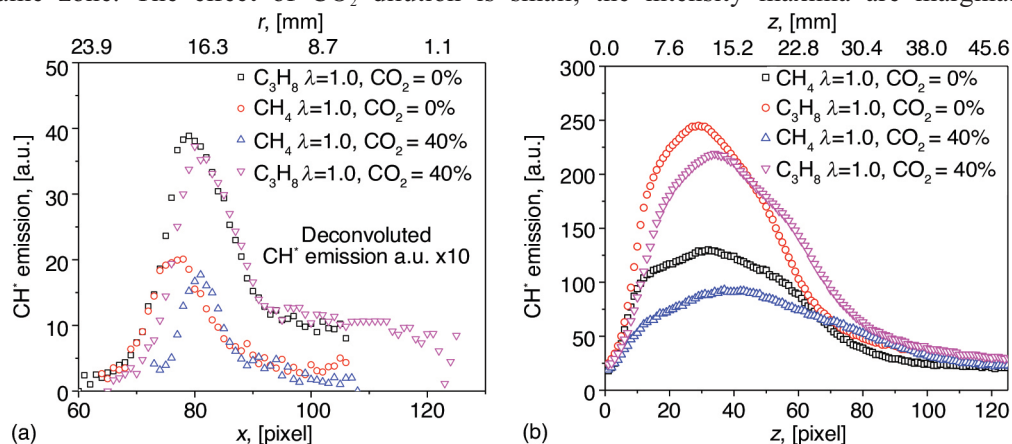 zone. The effect of CO2 dilution is small, the intensity maxima are
r, [mm]
23.9 16.3 8.7 1.1
CH* emission, [a.u.]
50
40
30
20
10
0
□ C3H8 λ=1.0, CO2 = 0%
○ CH4 λ=1.0, CO2 = 0%
△ CH4 λ=1.0, CO2 = 40%
▽ C3H8 λ=1.0, CO2 = 40%
Deconvoluted
CH* emission a.u. x10
60 80 100 120
x, [pixel]
(a)
z, [mm]
0.0 7.6 15.2 22.8 30.4 38.0 45.6
CH* emission, [a.u.]
300
250
200
150
100
50
0
□ CH4 λ=1.0, CO2 = 0%
○ C3H8 λ=1.0, CO2 = 0%
△ CH4 λ=1.0, CO2 = 40%
▽ C3H8 λ=1.0, CO2 = 40%
0 20 40 60 80 100 120
z, [pixel]
(b)